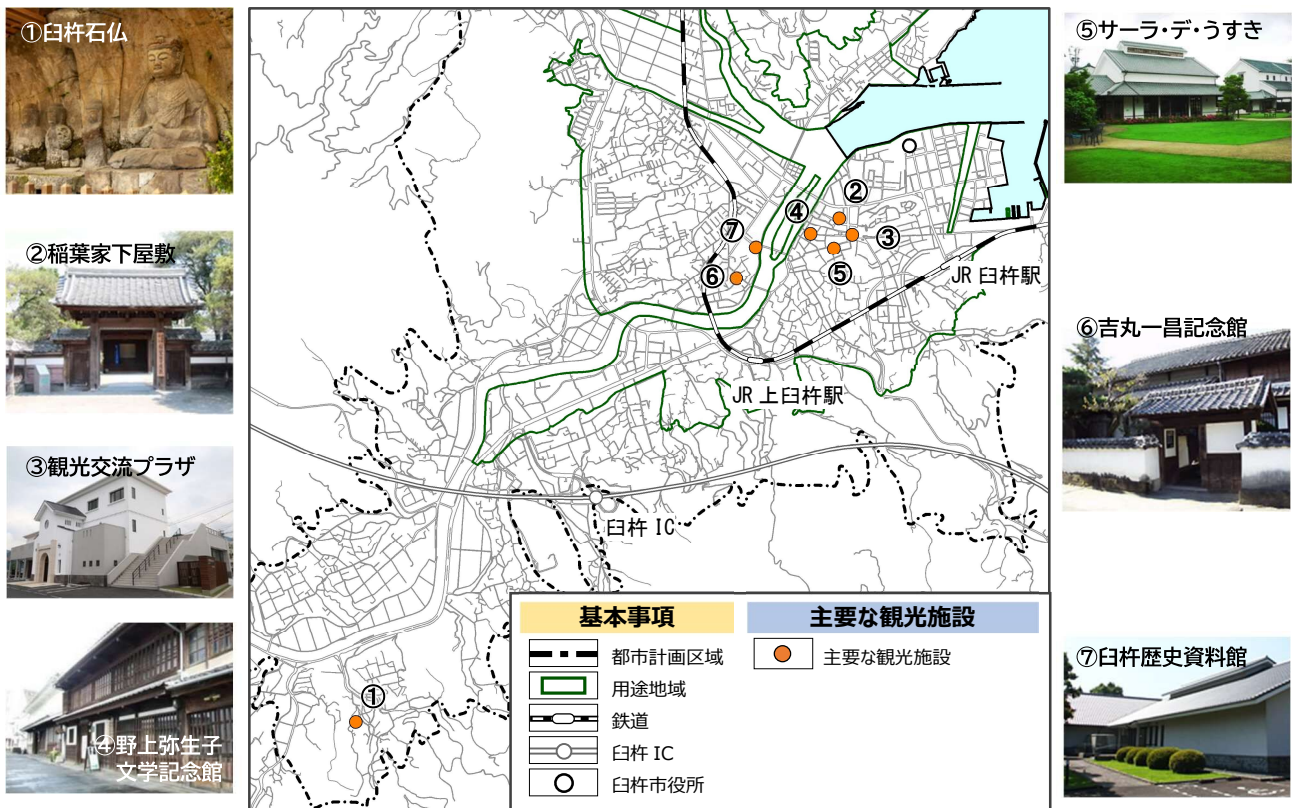 ①臼杵石仏
②稲葉家下屋敷
③観光交流プラザ
④野上弥生子
文学記念館
②
④
⑦
③
⑥
⑤
JR 臼杵駅
JR 上臼杵駅
臼杵 IC
①
基本事項
都市計画区域
用途地域
鉄道
臼杵 IC
臼杵市役所
主要な観光施設
主要な観光施設
⑤サーラ・デ・うすき
⑥吉丸一昌記念館
⑦臼杵歴史資料館